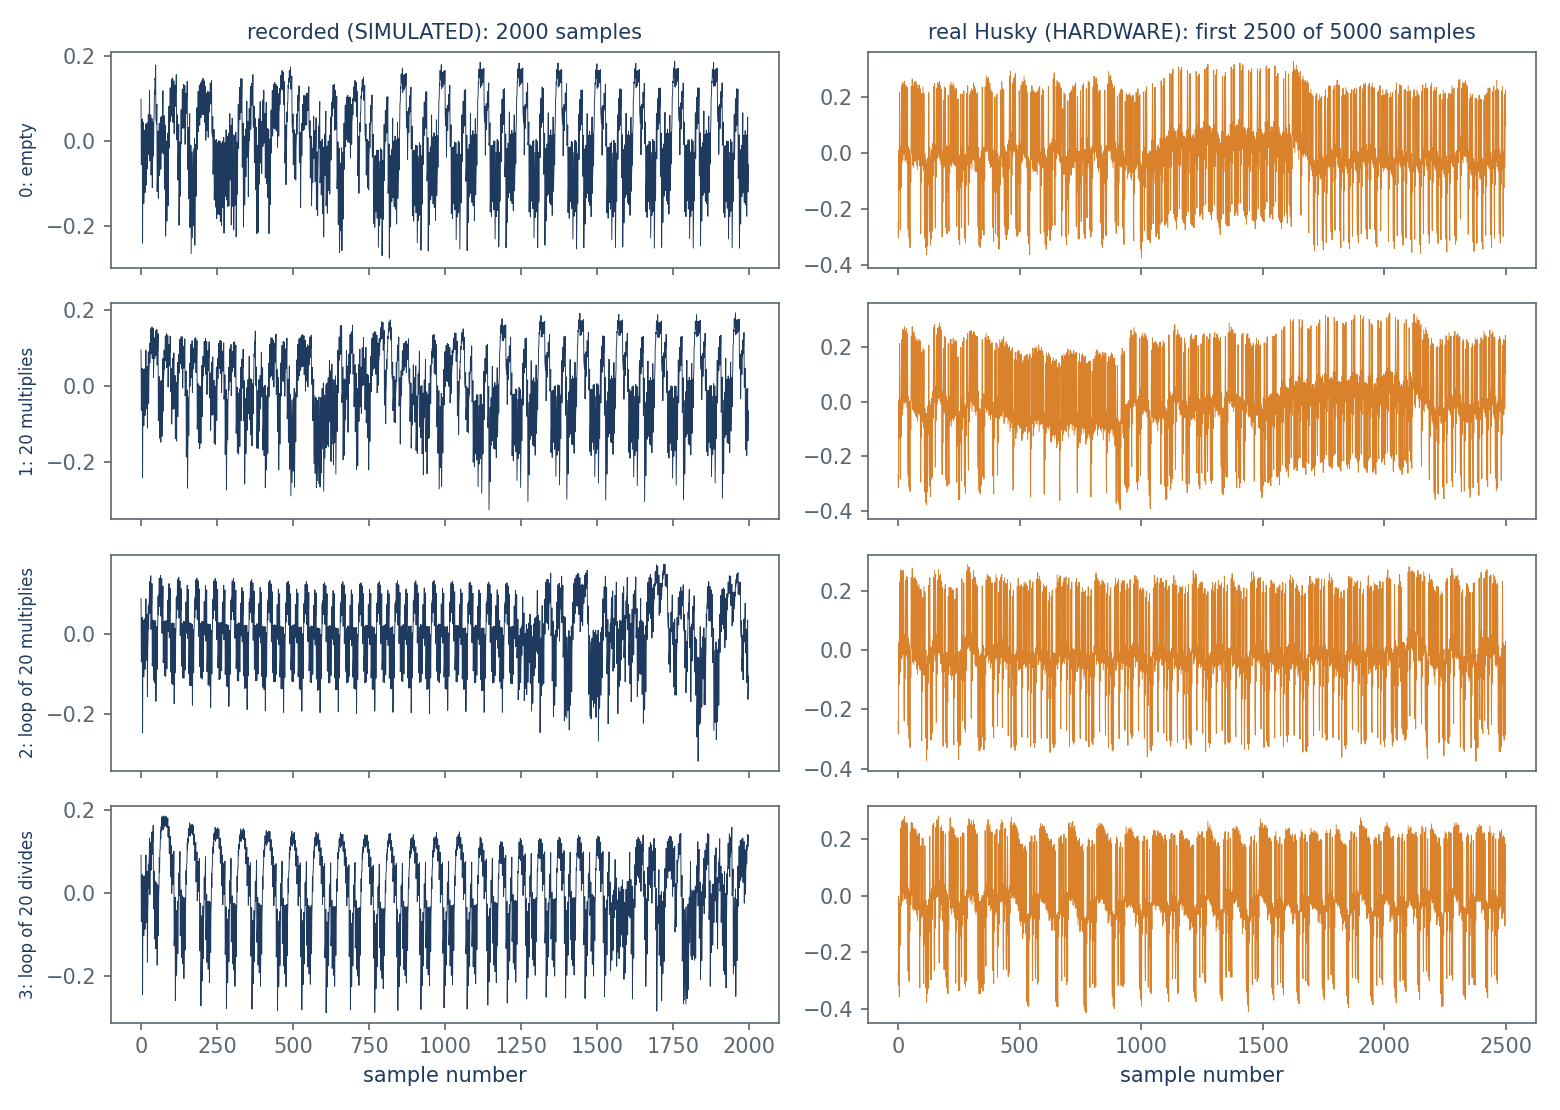 recorded (SIMULATED): 2000 samples
real Husky (HARDWARE): first 2500 of 5000 samples
0: empty
0.2
0.0
−0.2
0.2
0.0
−0.2
−0.4
1: 20 multiplies
0.2
0.0
−0.2
0.2
0.0
−0.2
−0.4
2: loop of 20 multiplies
0.0
−0.2
0.2
0.0
−0.2
−0.4
3: loop of 20 divides
0.2
0.0
−0.2
0.2
0.0
−0.2
−0.4
0 250 500 750 1000 1250 1500 1750 2000
0 500 1000 1500 2000 2500
sample number
sample number